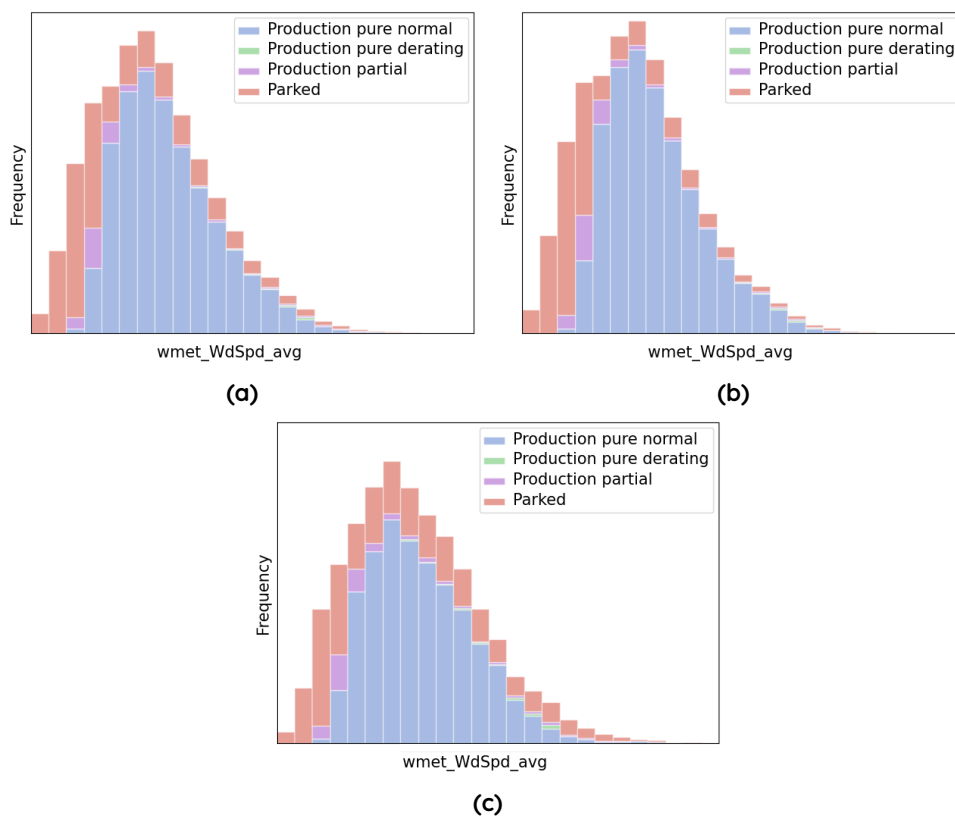 Production pure normal
Production pure derating
Production partial
Parked
Frequency
wmet_WdSpd_avg
(a)
Production pure normal
Production pure derating
Production partial
Parked
Frequency
wmet_WdSpd_avg
(b)
Production pure normal
Production pure derating
Production partial
Parked
Frequency
wmet_WdSpd_avg
(c)